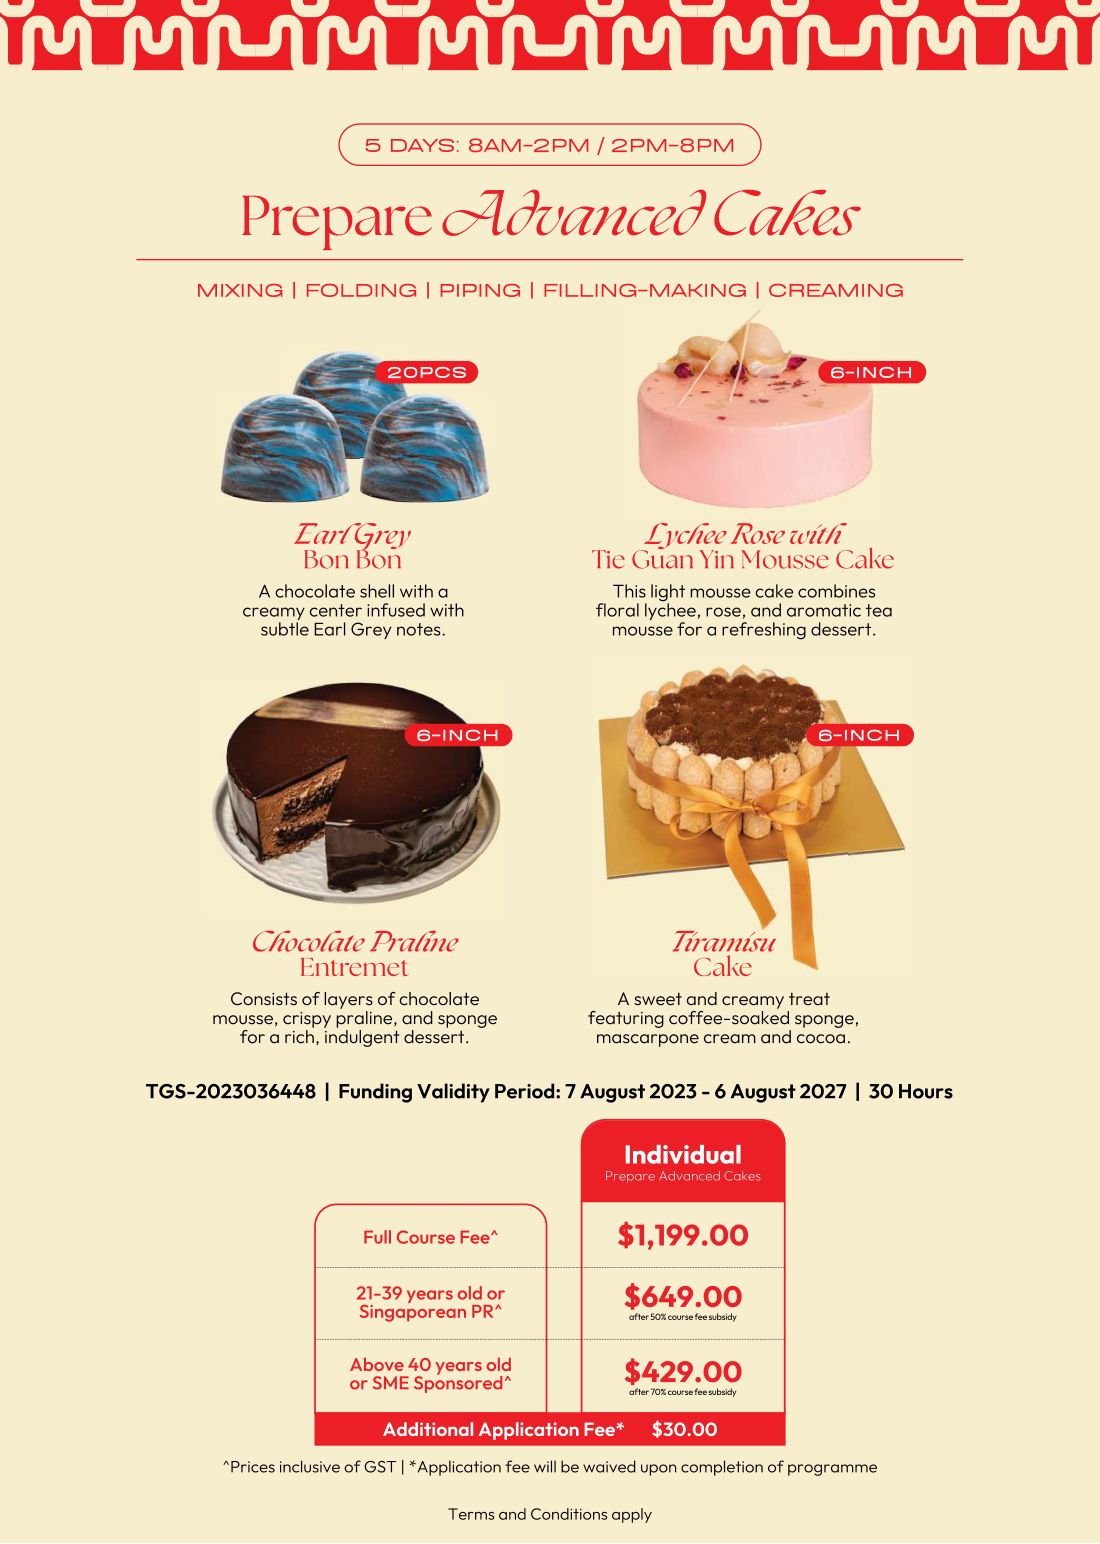 5 DAYS: 8AM-2PM / 2PM-8PM
Prepare Advanced Cakes
MIXING | FOLDING | PIPING | FILLING-MAKING | CREAMING
20PCS
6-INCH
Earl Grey
Bon Bon
A chocolate shell with a
creamy center infused with
subtle Earl Grey notes.
Lychee Rose with
Tie Guan Yin Mousse Cake
This light mousse cake combines
floral lychee, rose, and aromatic tea
mousse for a refreshing dessert.
6-INCH
6-INCH
Chocolate Praline
Entremet
Consists of layers of chocolate
mousse, crispy praline, and sponge
for a rich, indulgent dessert.
Tiramisu
Cake
A sweet and creamy treat
featuring coffee-soaked sponge,
mascarpone cream and cocoa.
TGS-2023036448 | Funding Validity Period: 7 August 2023 - 6 August 2027 | 30 Hours
Individual
Prepare Advanced Cakes
Full Course Fee^
$1,199.00
21-39 years old or
Singaporean PR^
$649.00
after 50% course fee subsidy
Above 40 years old
or SME Sponsored^
$429.00
after 70% course fee subsidy
Additional Application Fee* $30.00
^Prices inclusive of GST | *Application fee will be waived upon completion of programme
Terms and Conditions apply